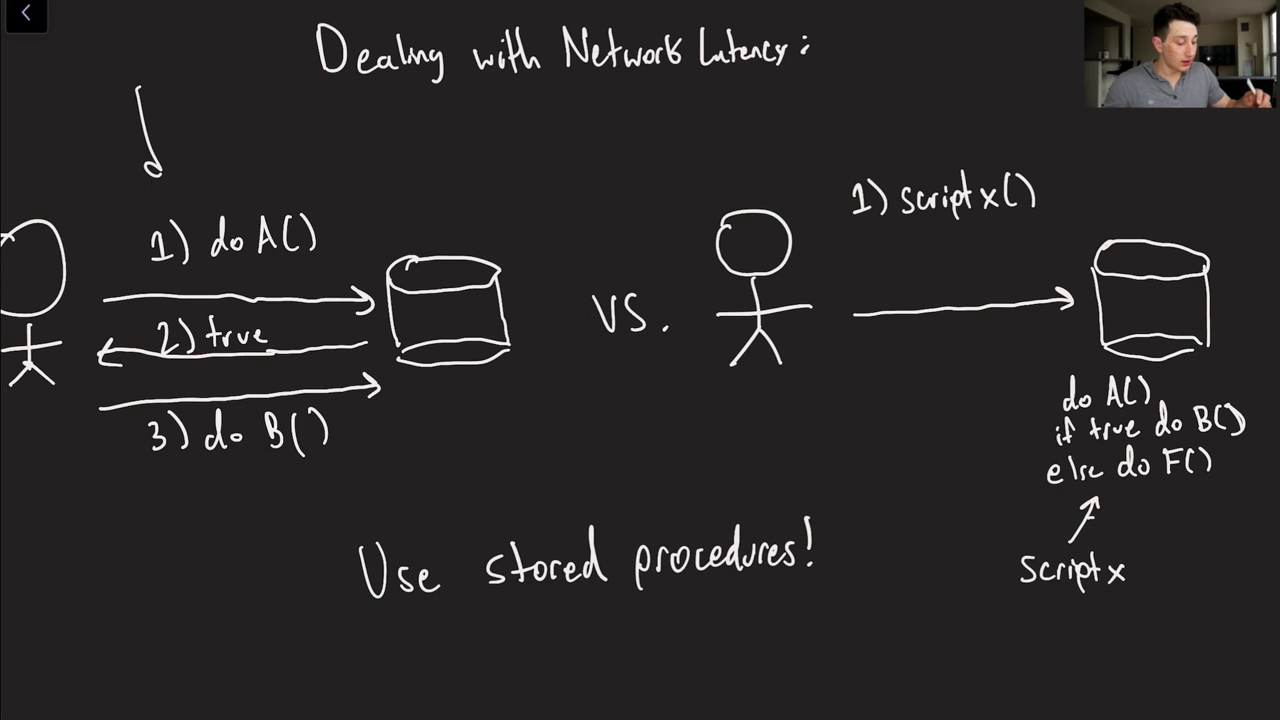 Dealing with Network Latency:
1) do A()
2) true
3) do B()
vs.
1) script x()
do A()
if true do B()
else do F()
script x
Use stored procedures!